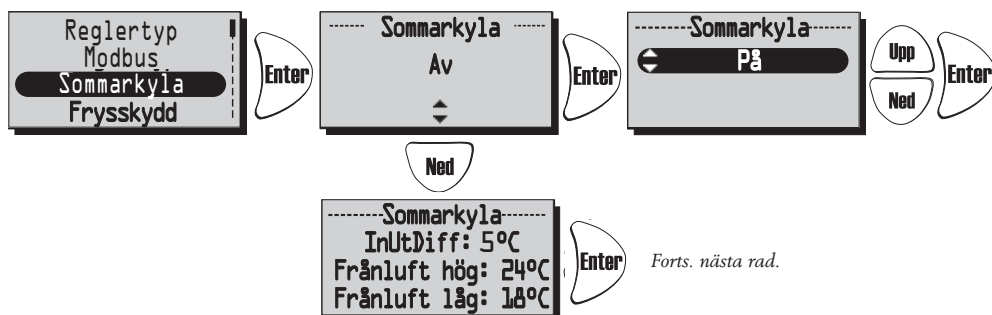 Reglertyp
Modbus
Sommarkyla
Frysskydd
Enter
Sommarkyla
Av
Enter
Sommarkyla
På
Upp
Ned
Enter
Ned
Sommarkyla
InUtDiff: 5°C
Frånluft hög: 24°C
Frånluft låg: 18°C
Enter
Forts. nästa rad.